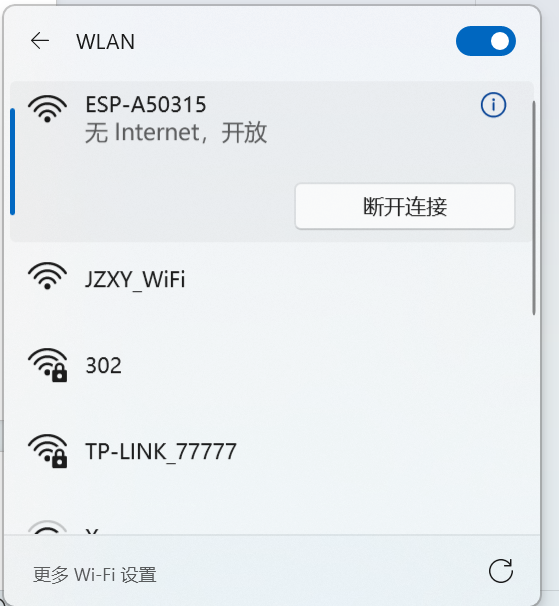 WLAN
ESP-A50315
无 Internet，开放
断开连接
JZXY_WiFi
302
TP-LINK_77777
更多 Wi-Fi 设置